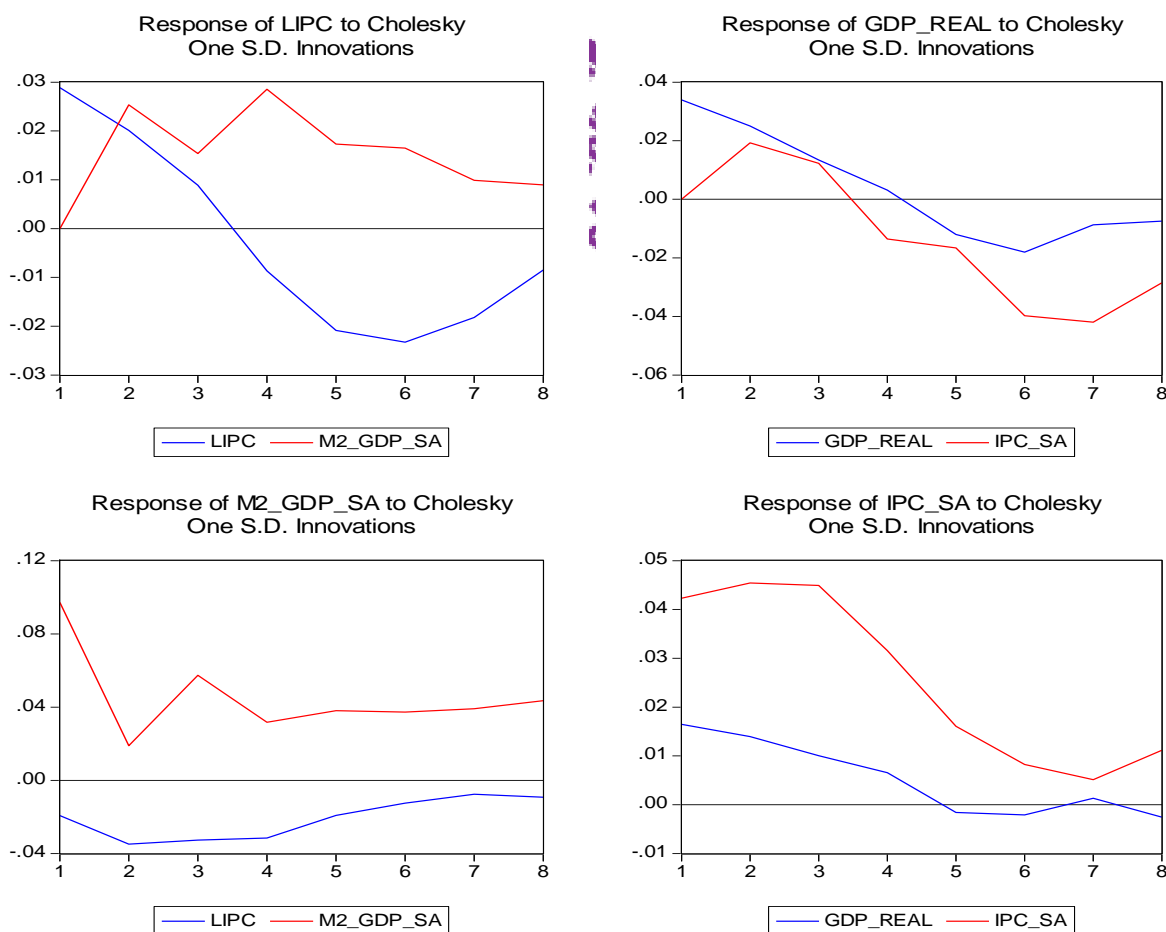 Response of LIPC to Cholesky
One S.D. Innovations
.03
.02
.01
.00
-.01
-.02
-.03
1 2 3 4 5 6 7 8
LIPC M2_GDP_SA
Response of GDP_REAL to Cholesky
One S.D. Innovations
.04
.02
.00
-.02
-.04
-.06
1 2 3 4 5 6 7 8
GDP_REAL IPC_SA
Response of M2_GDP_SA to Cholesky
One S.D. Innovations
.12
.08
.04
.00
-.04
1 2 3 4 5 6 7 8
LIPC M2_GDP_SA
Response of IPC_SA to Cholesky
One S.D. Innovations
.05
.04
.03
.02
.01
.00
-.01
1 2 3 4 5 6 7 8
GDP_REAL IPC_SA